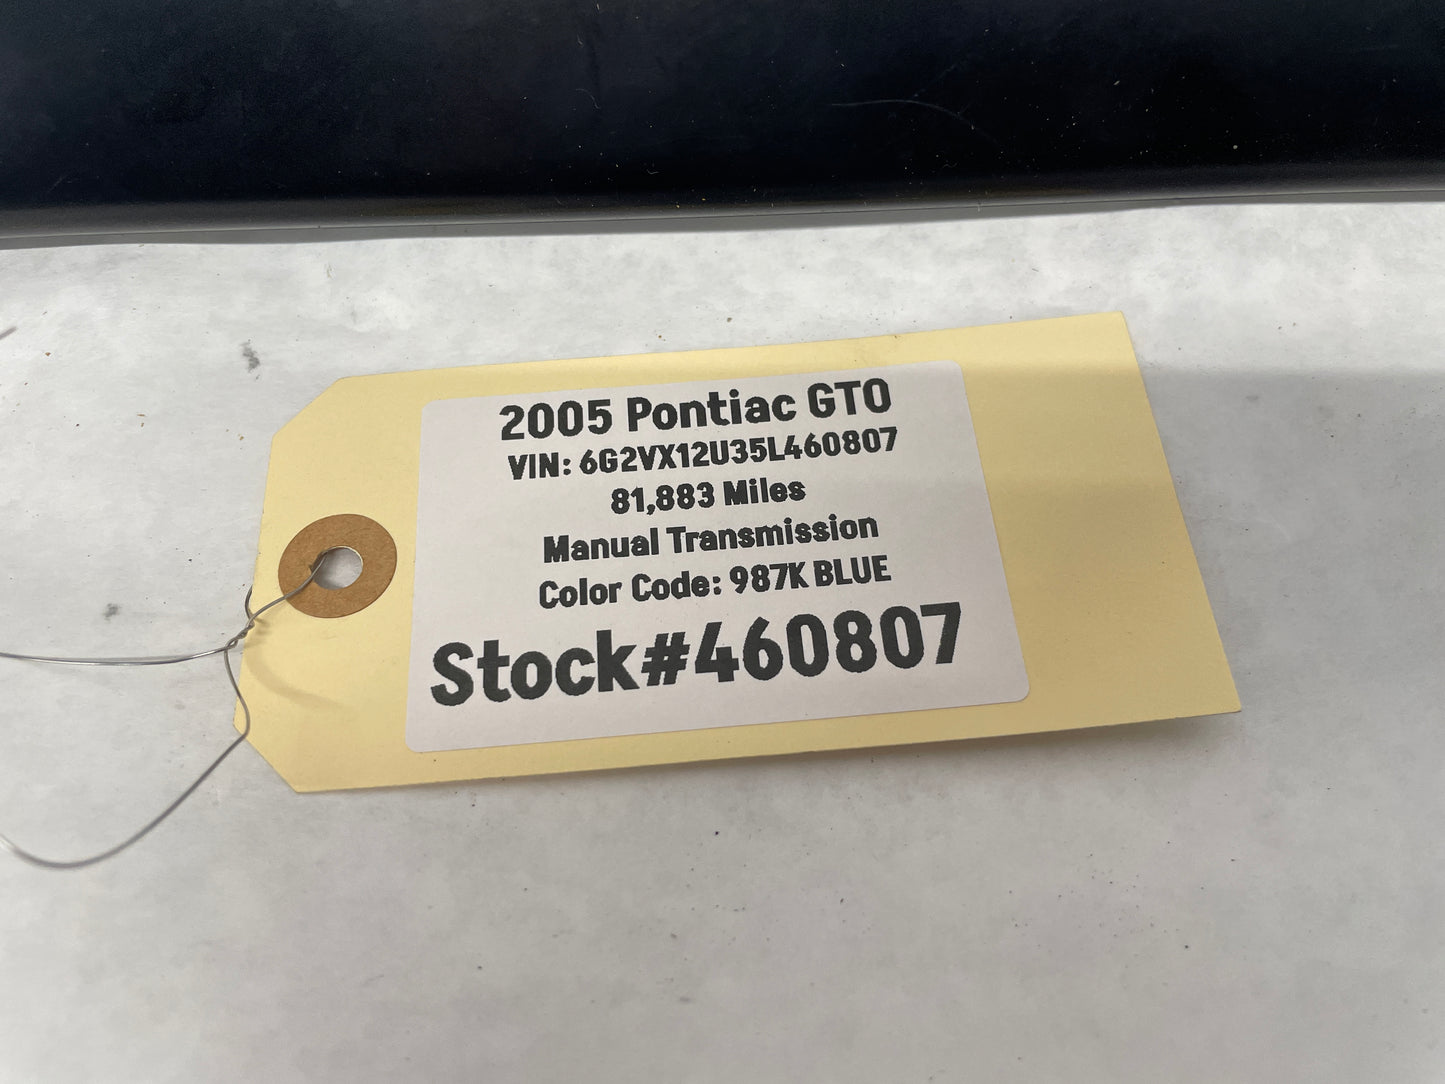 2005 Pontiac GTO
VIN: 6G2VX12U35L460807
81,883 Miles
Manual Transmission
Color Code: 987K BLUE
Stock#460807